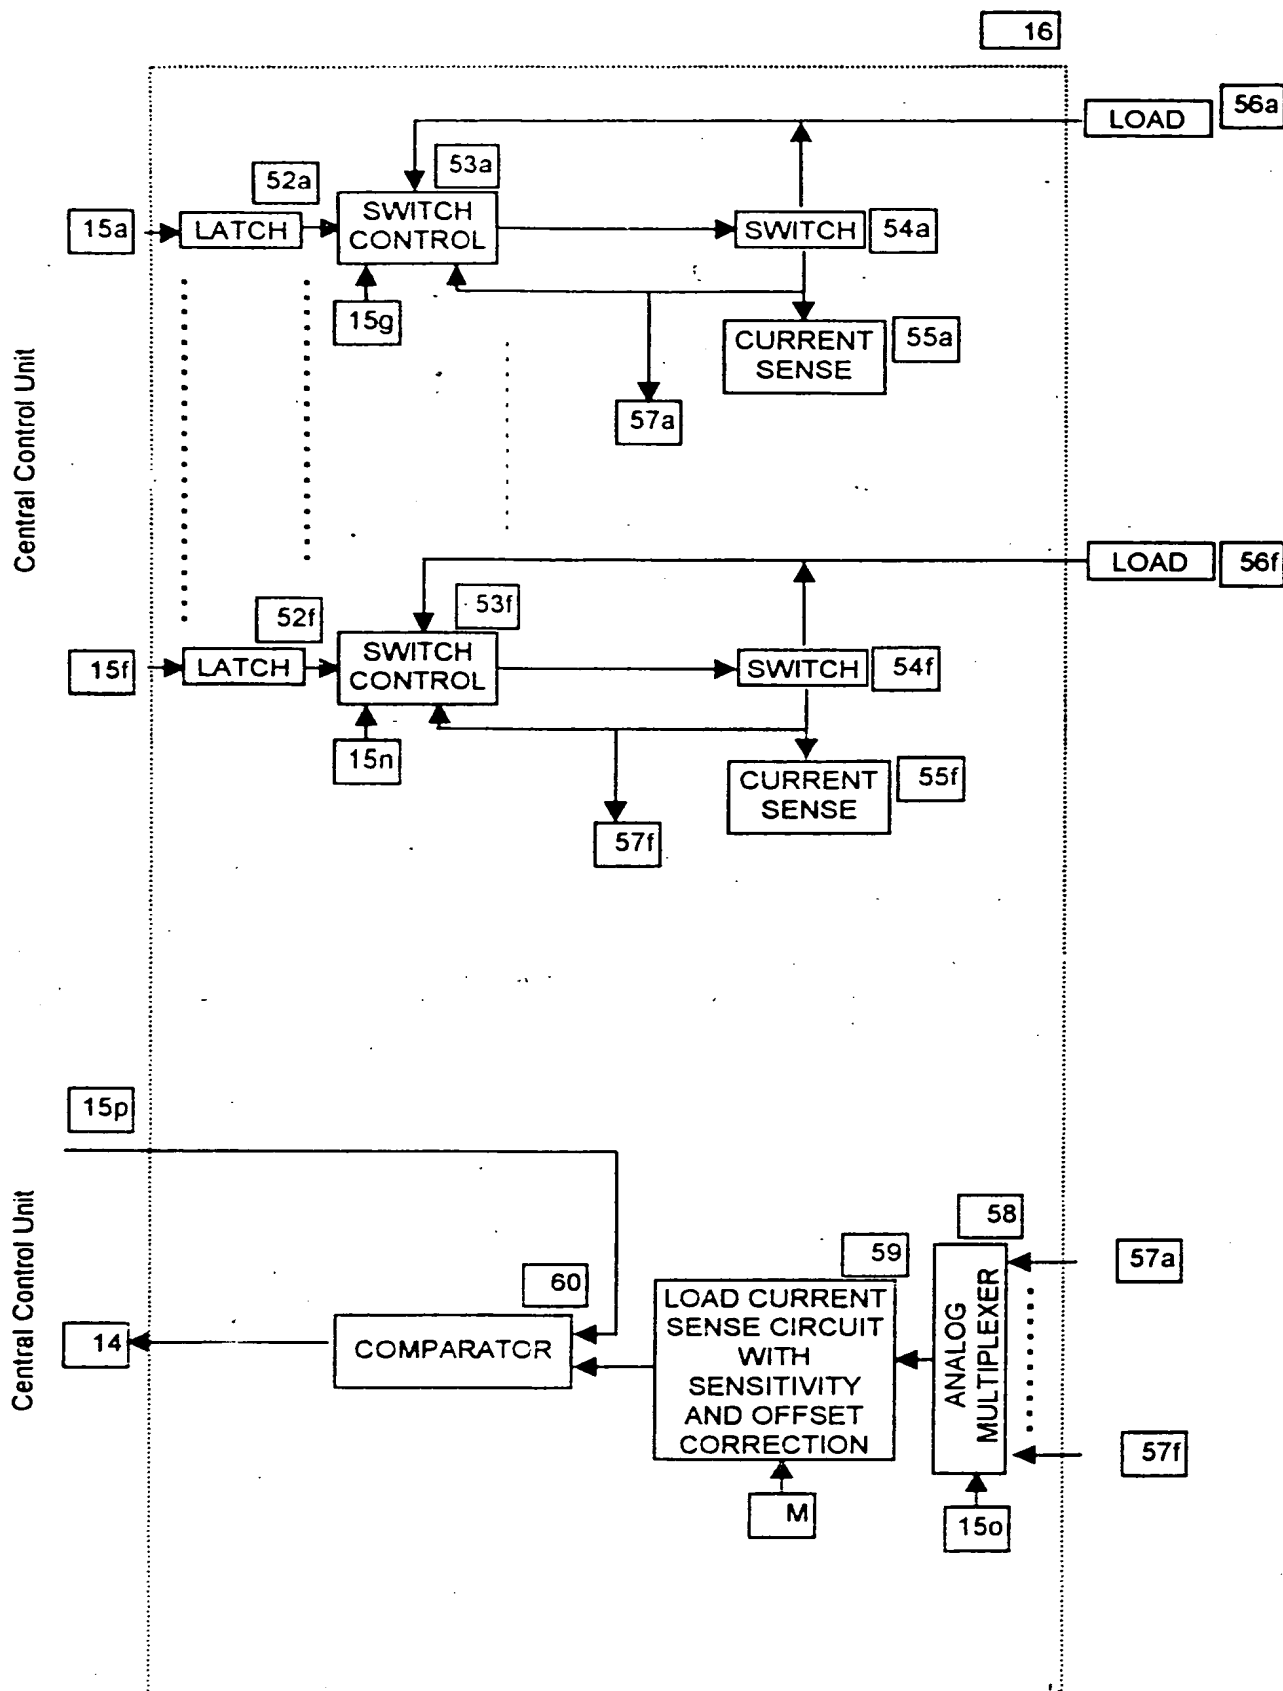 16
LOAD
56a
53a
52a
15a
LATCH
SWITCH
CONTROL
SWITCH
54a
15g
CURRENT
SENSE
55a
57a
Central Control Unit
LOAD
56f
53f
52f
15f
LATCH
SWITCH
CONTROL
SWITCH
54f
15n
CURRENT
SENSE
55f
57f
15p
Central Control Unit
58
59
57a
60
LOAD CURRENT
SENSE CIRCUIT
WITH
SENSITIVITY
AND OFFSET
CORRECTION
ANALOG
MULTIPLEXER
14
COMPARATOR
57f
M
15o